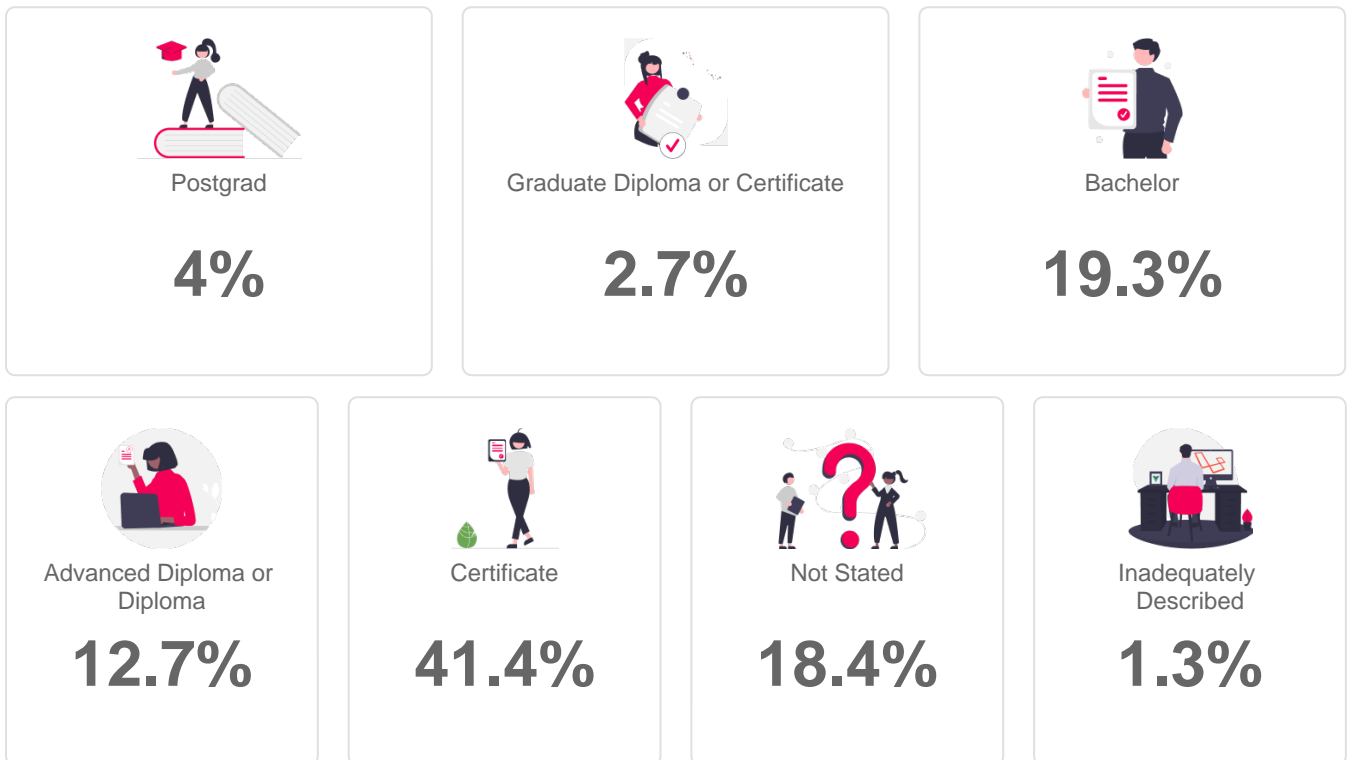 Postgrad
4%
Graduate Diploma or Certificate
2.7%
Bachelor
19.3%
Advanced Diploma or
Diploma
12.7%
Certificate
41.4%
Not Stated
18.4%
Inadequately
Described
1.3%